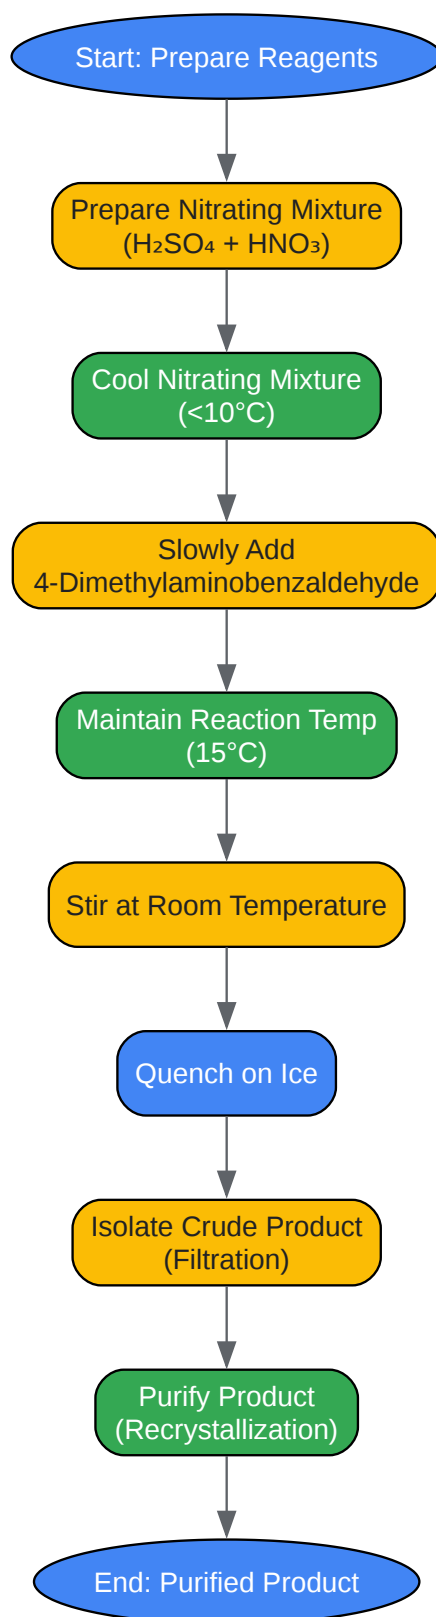 Start: Prepare Reagents
Prepare Nitrating Mixture
(H₂SO₄ + HNO₃)
Cool Nitrating Mixture
(<10°C)
Slowly Add
4-Dimethylaminobenzaldehyde
Maintain Reaction Temp
(15°C)
Stir at Room Temperature
Quench on Ice
Isolate Crude Product
(Filtration)
Purify Product
(Recrystallization)
End: Purified Product